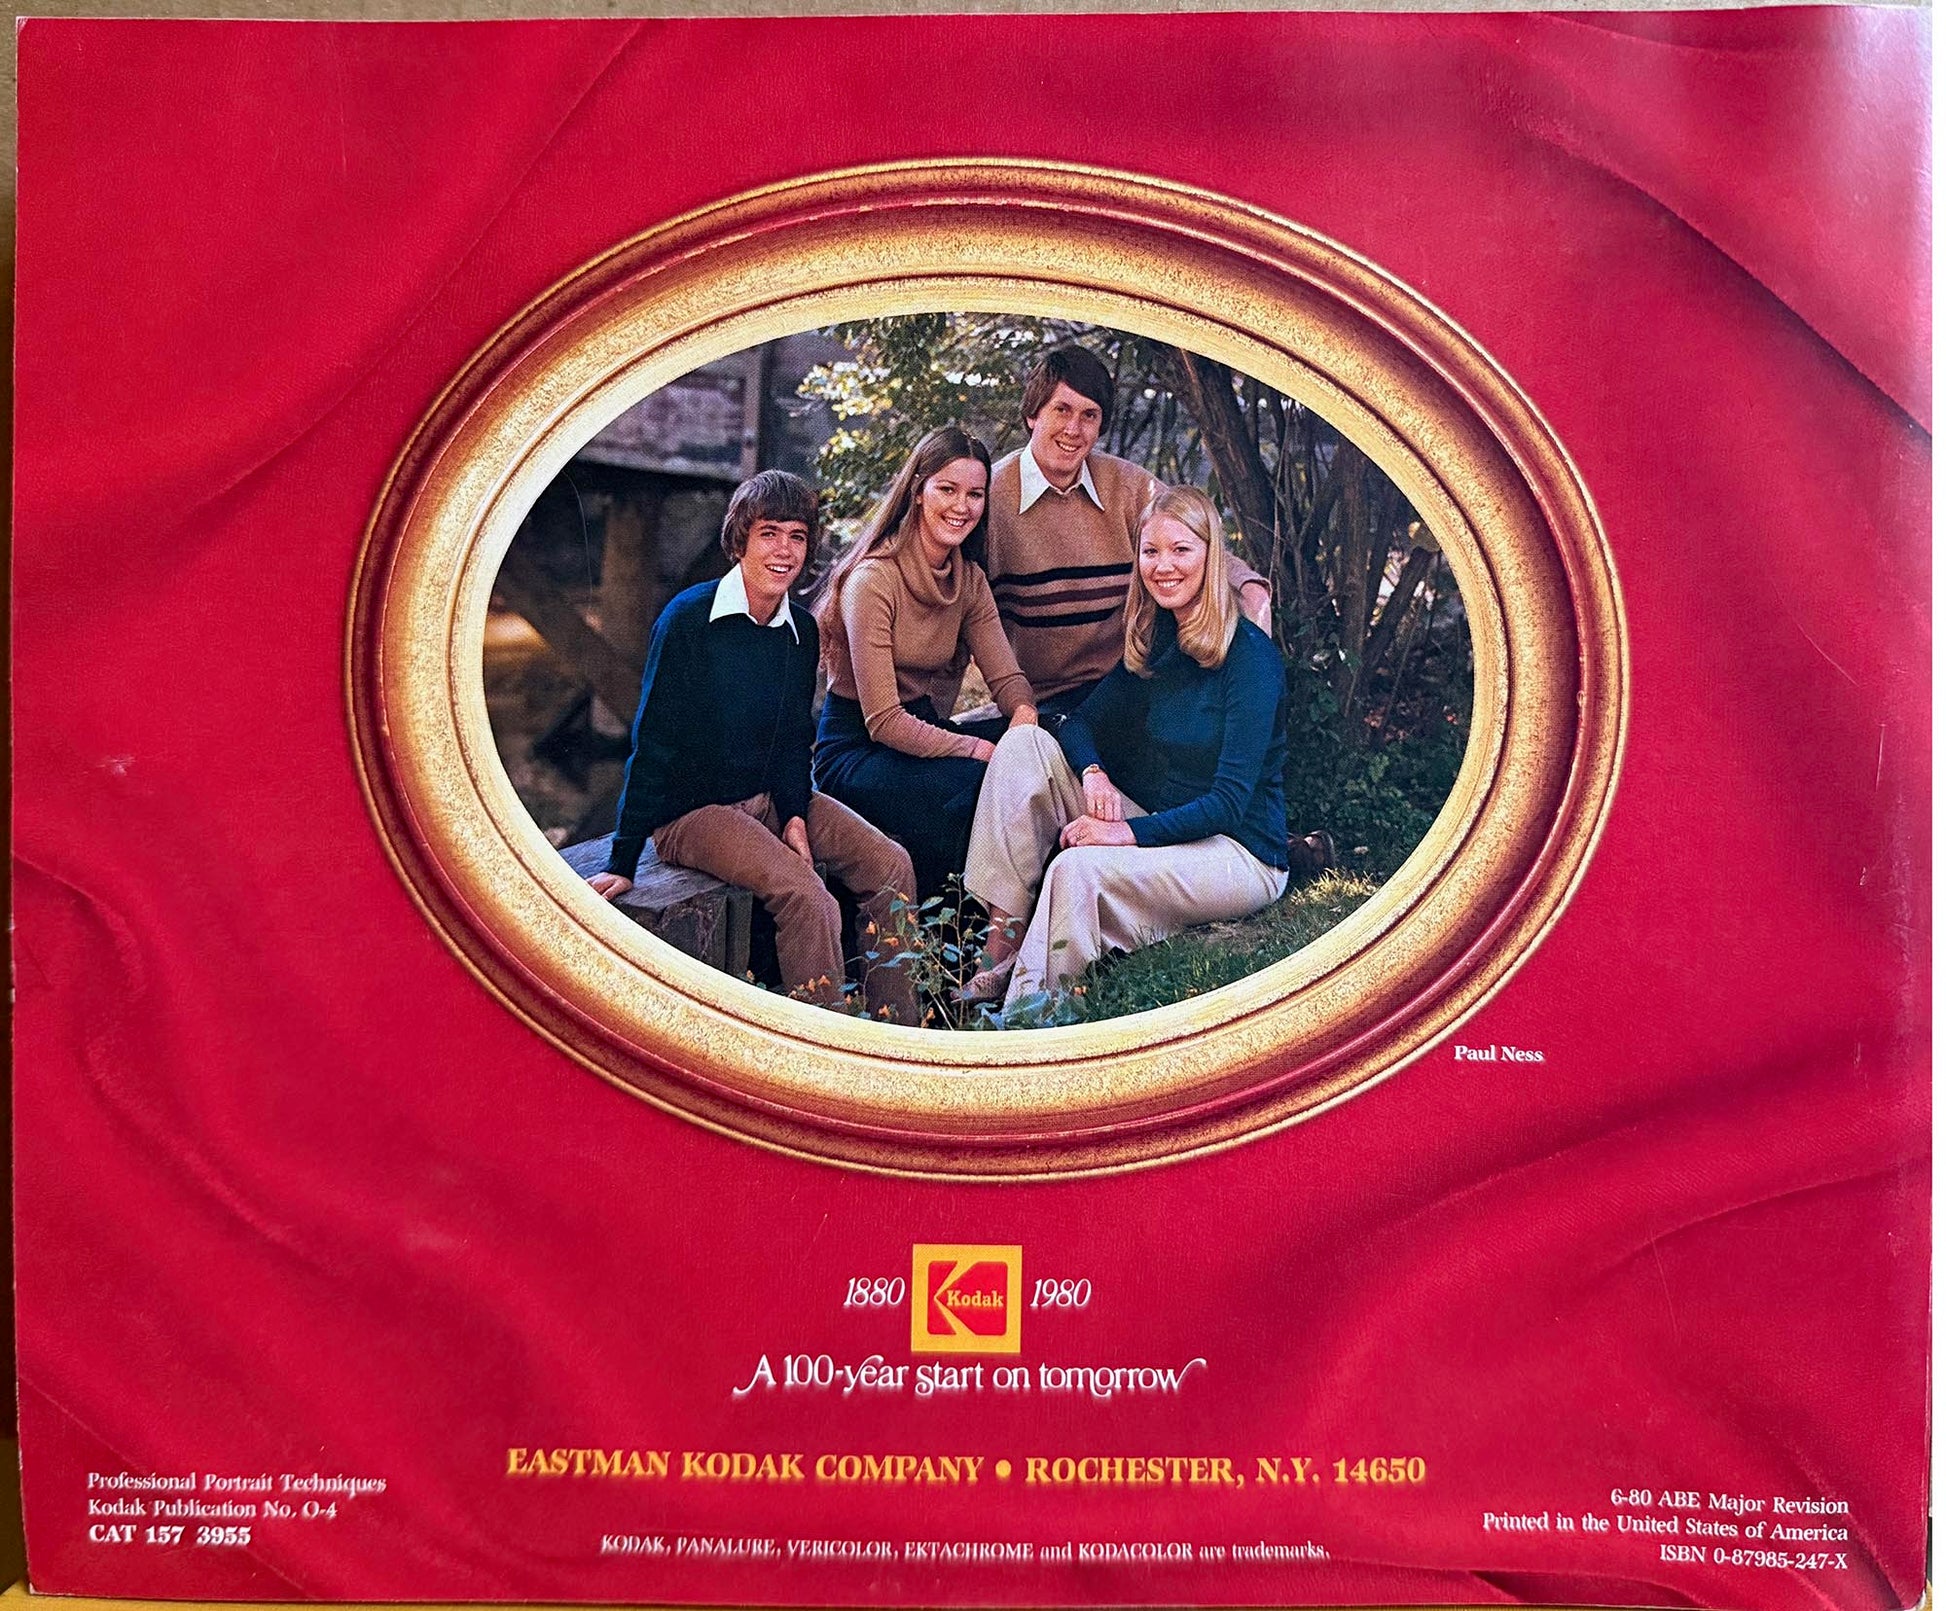 Paul Ness
1880 Kodak 1980
A 100-year start on tomorrow
EASTMAN KODAK COMPANY • ROCHESTER, N.Y. 14650
Professional Portrait Techniques
Kodak Publication No. O-4
CAT 157 3955
KODAK, PANALURE, VERICOLOR, EKTACHROME and KODACOLOR are trademarks.
6-80 ABE Major Revision
Printed in the United States of America
ISBN 0-87985-247-X